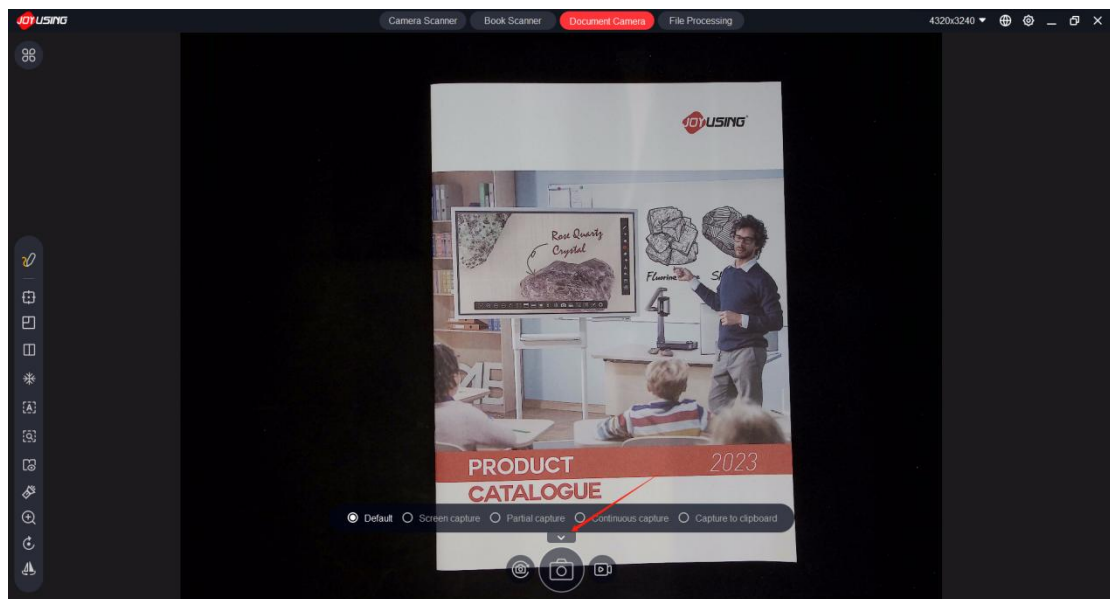 JOYUSING
Camera Scanner Book Scanner Document Camera File Processing
4320x3240
JOYUSING
Rose Quartz
Crystal
Fluorine
PRODUCT 2023
CATALOGUE
Default Screen capture Partial capture Continuous capture Capture to clipboard